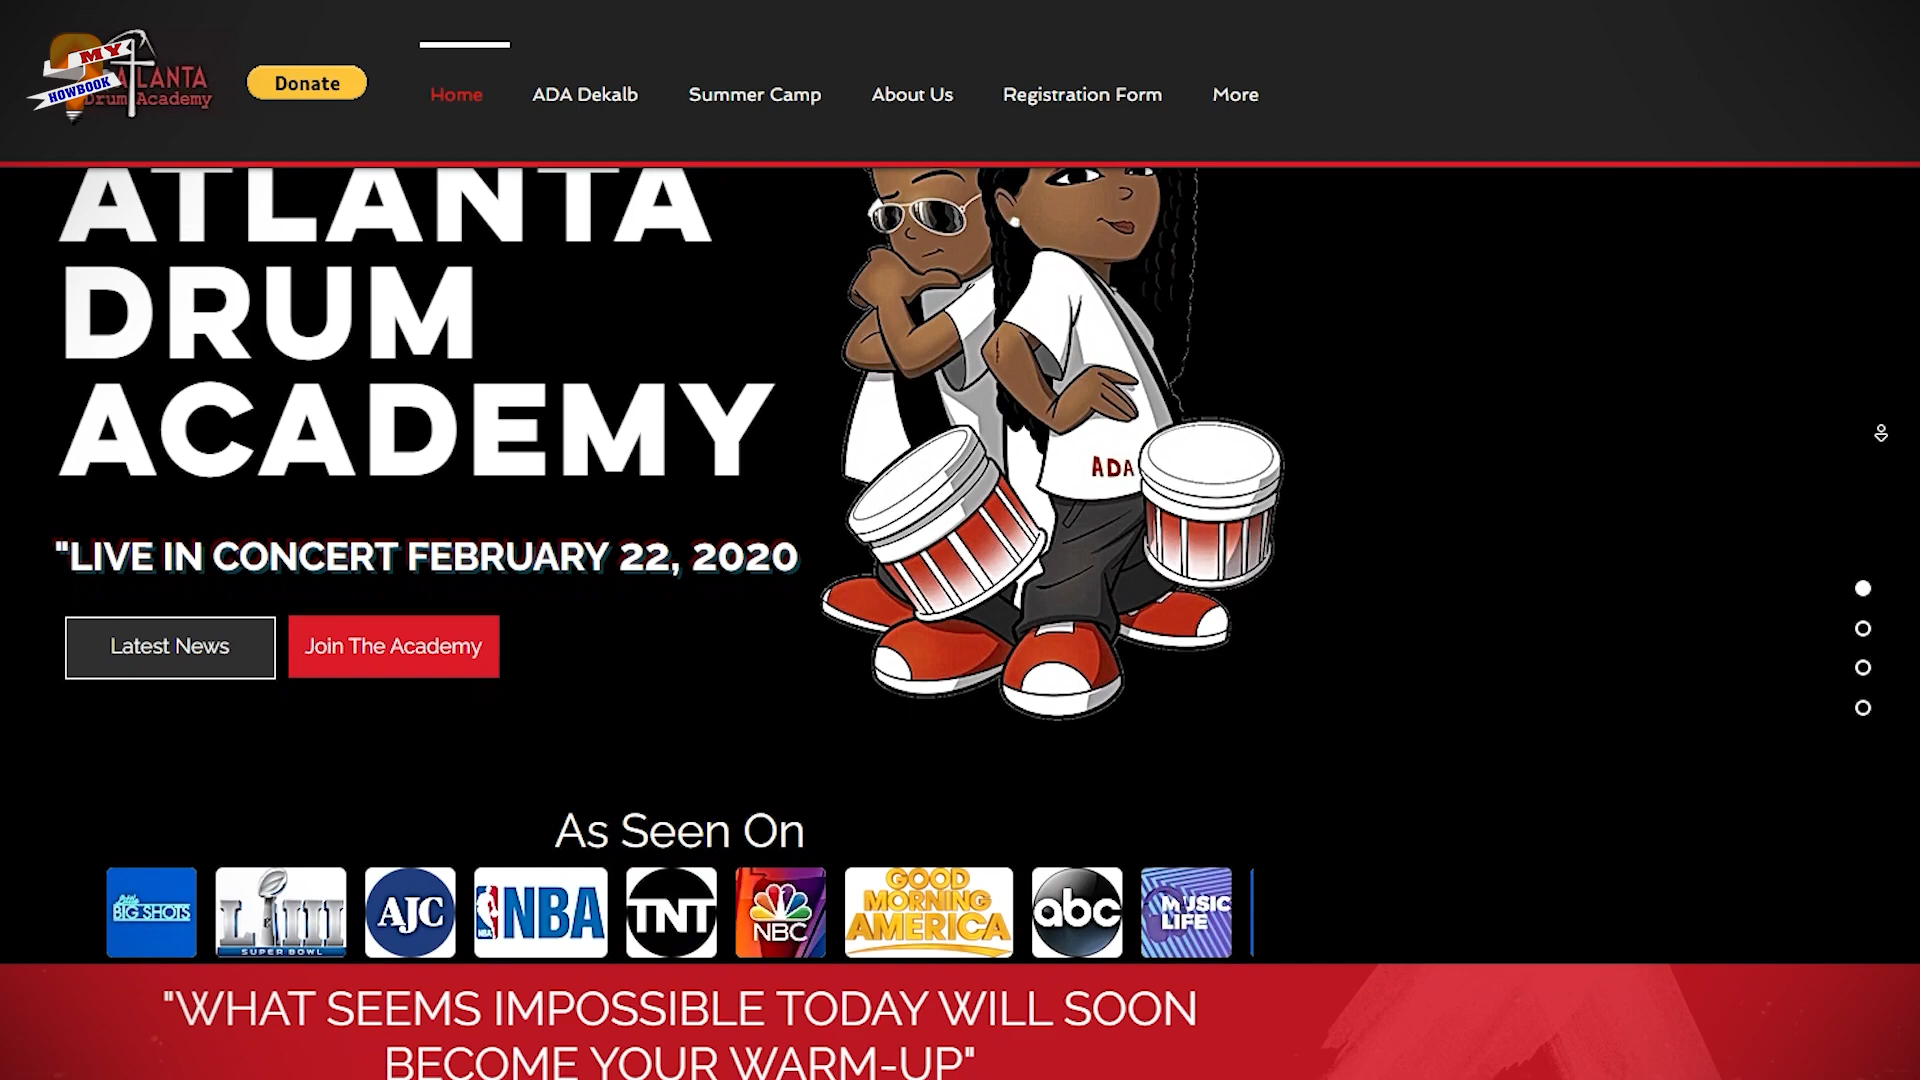 MY
HOWBOOK
ATLANTA
Drum Academy
Donate
Home
ADA Dekalb
Summer Camp
About Us
Registration Form
More
ATLANTA
DRUM
ACADEMY
ADA
"LIVE IN CONCERT FEBRUARY 22, 2020
Latest News
Join The Academy
As Seen On
Little
BIG SHOTS
LIII
SUPER BOWL
AJC
NBA
NBA
TNT
NBC
GOOD
MORNING
AMERICA
abc
MUSIC
LIFE
"WHAT SEEMS IMPOSSIBLE TODAY WILL SOON
BECOME YOUR WARM-UP"